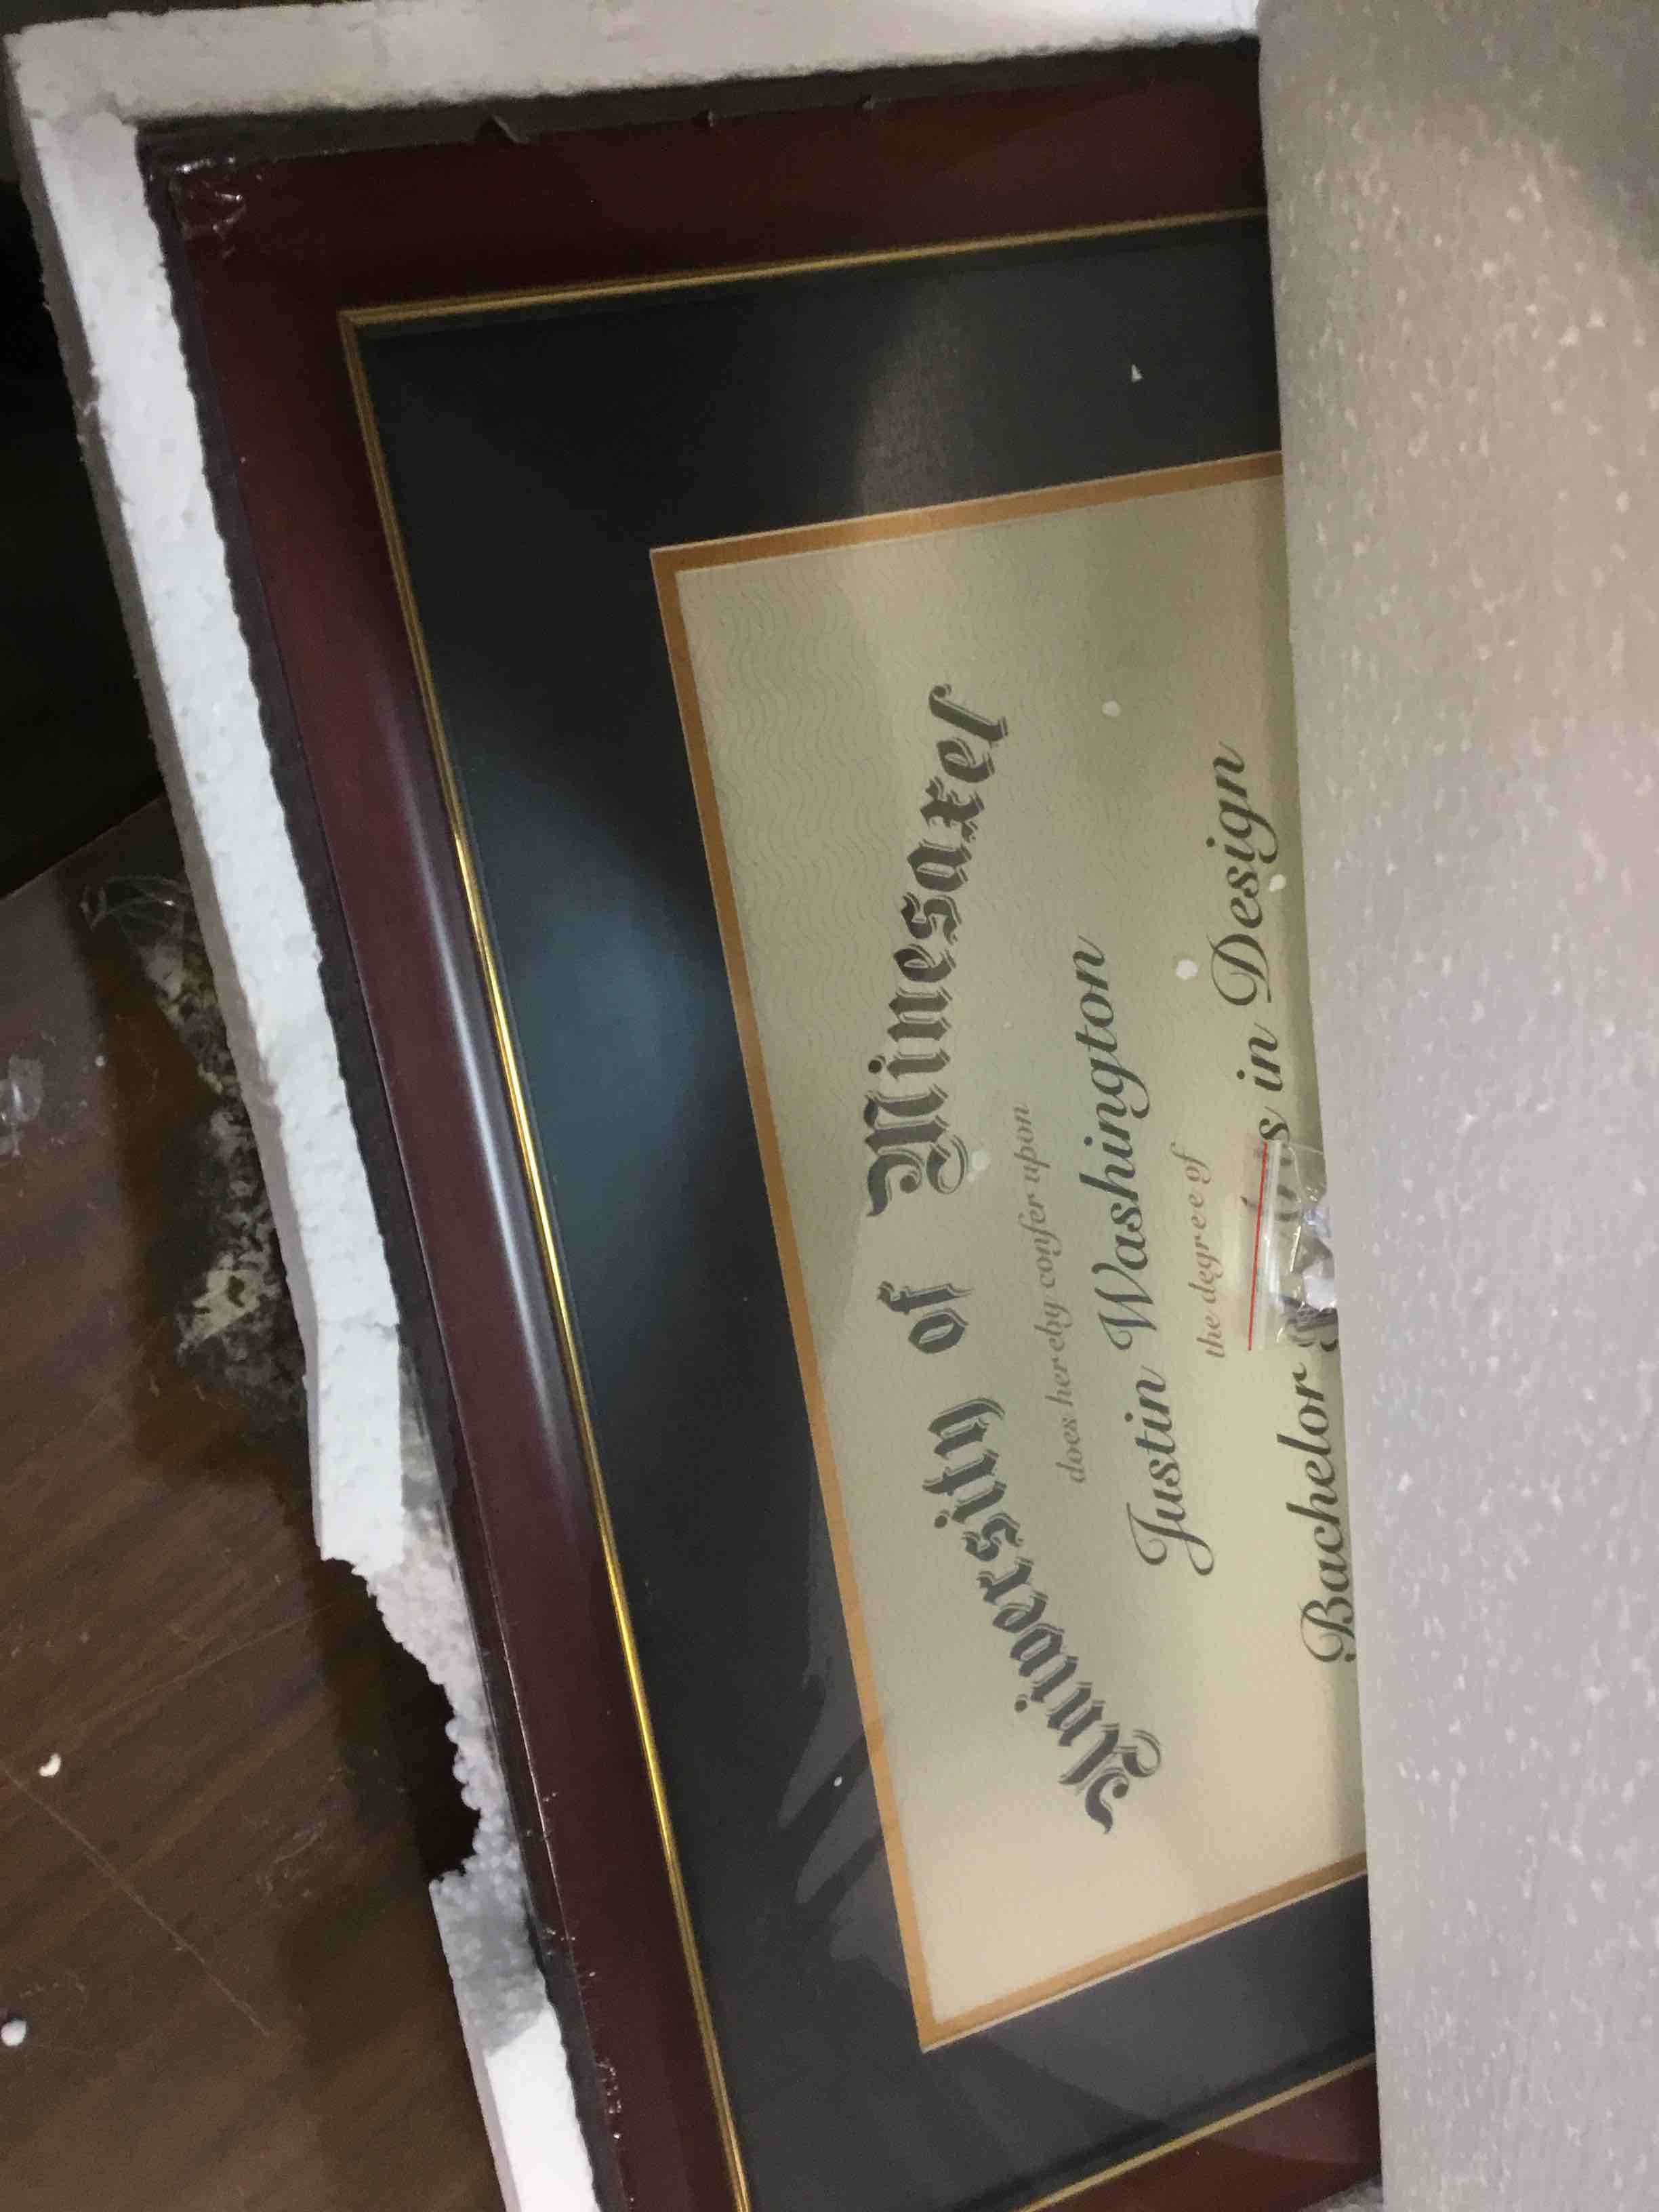 University of Minesaxel
does hereby confer upon
Justin Washington
the degree of
Bachelor in Design